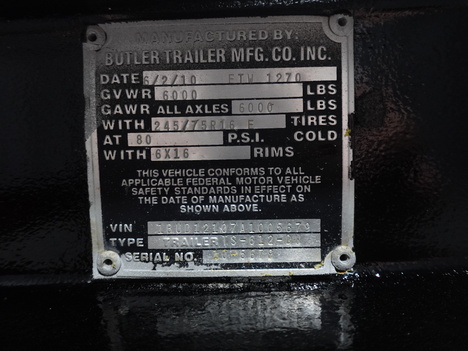 MANUFACTURED BY:
BUTLER TRAILER MFG. CO. INC.
DATE 6/2/10 ETW 1270
GVWR 6000 LBS
GAWR ALL AXLES 6000 LBS
WITH 245/75R16 E TIRES
AT 80 P.S.I. COLD
WITH 6X16 RIMS
THIS VEHICLE CONFORMS TO ALL
APPLICABLE FEDERAL MOTOR VEHICLE
SAFETY STANDARDS IN EFFECT ON
THE DATE OF MANUFACTURE AS
SHOWN ABOVE.
VIN
TYPE
SERIAL NO.